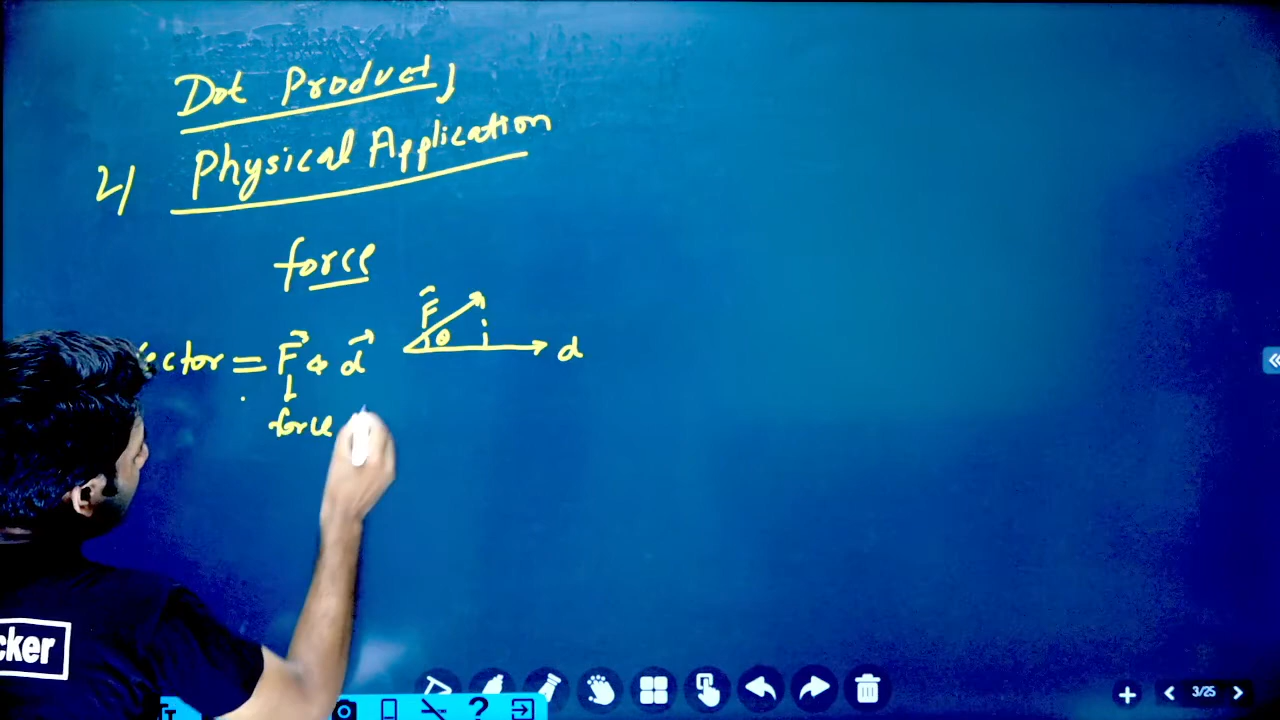 Dot Product,
2) Physical Application
force
F
θ
d
ector = F & d
force
cker
3/25